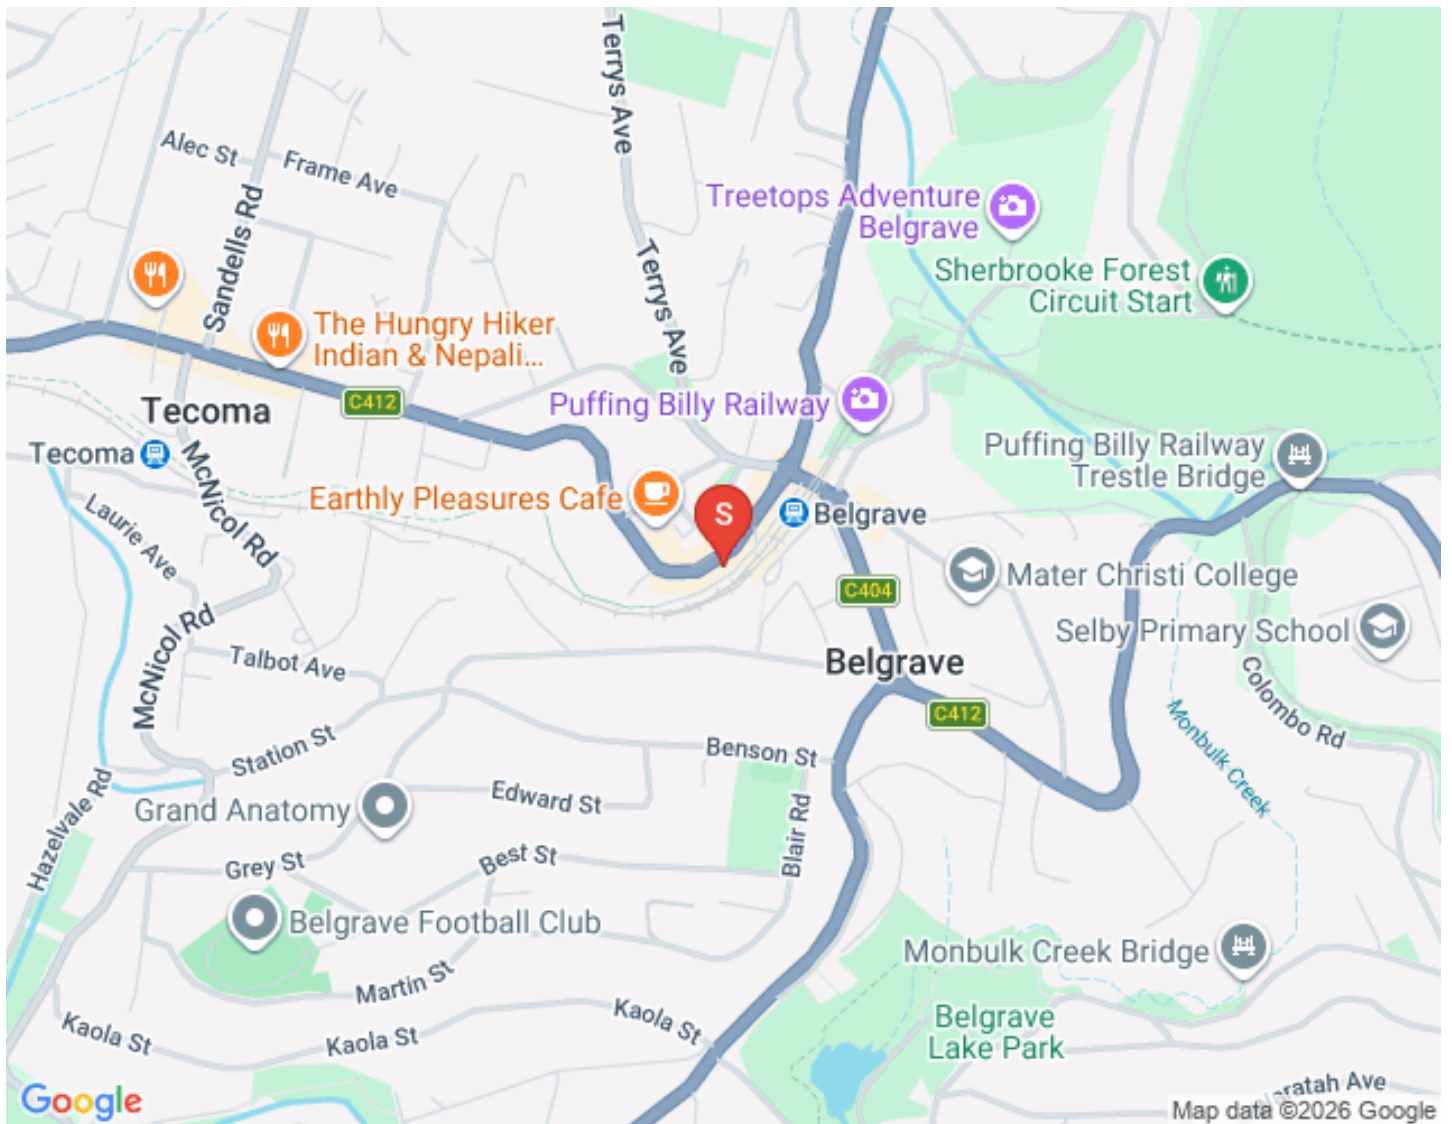 Terrys Ave
Alec St
Frame Ave
Sandells Rd
Treetops Adventure
Belgrave
Terrys Ave
Sherbrooke Forest
Circuit Start
The Hungry Hiker
Indian & Nepali...
C412
Tecoma
Puffing Billy Railway
Tecoma
McNicol Rd
Puffing Billy Railway
Trestle Bridge
Earthly Pleasures Cafe
S
Belgrave
Laurie Ave
Mater Christi College
C404
Selby Primary School
McNicol Rd
Talbot Ave
Belgrave
Colombo Rd
C412
Station St
Benson St
Monbulk Creek
Edward St
Grand Anatomy
Hazelvale Rd
Blair Rd
Grey St
Best St
Belgrave Football Club
Monbulk Creek Bridge
Martin St
Kaola St
Kaola St
Kaola St
Belgrave
Lake Park
Google
Map data ©2026 Google